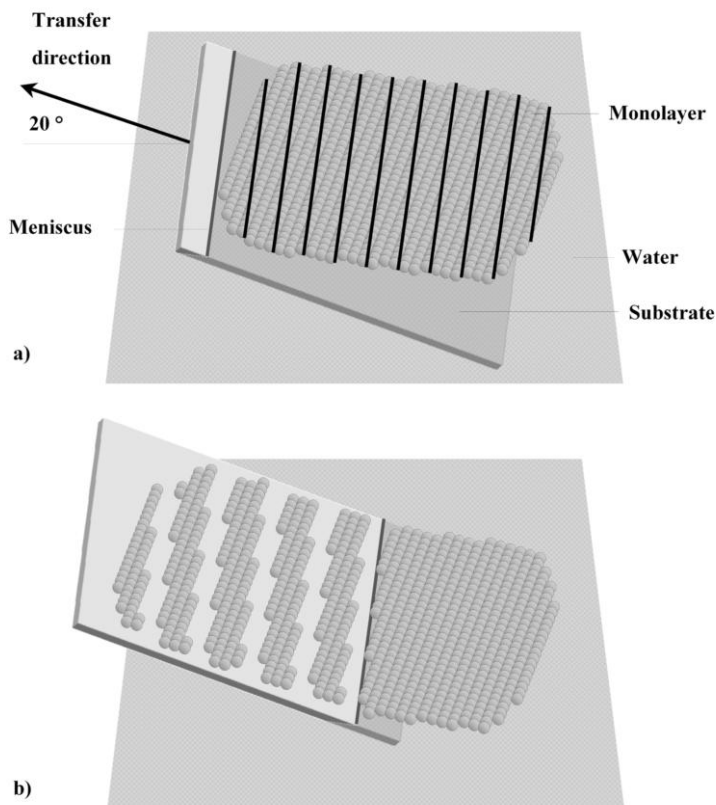 Transfer
direction
20 °
Monolayer
Meniscus
Water
Substrate
a)
b)